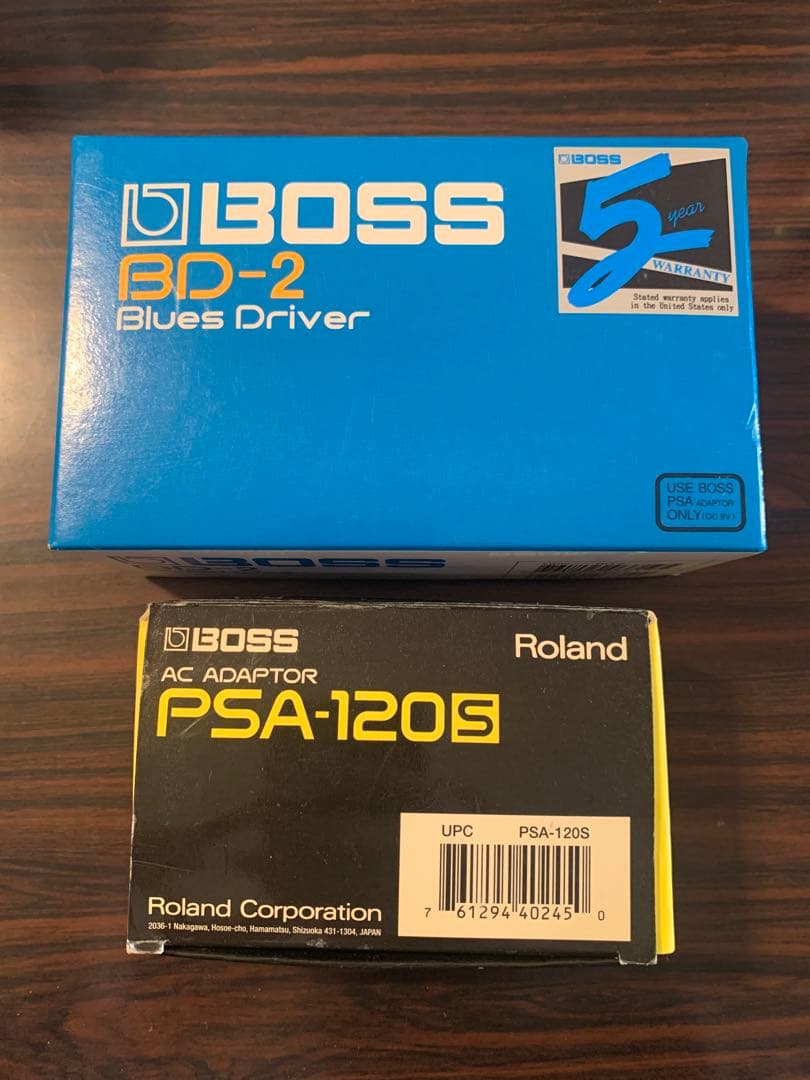 BOSS
BD-2
Blues Driver
BOSS
5 year
WARRANTY
Stated warranty applies
in the United States only
USE BOSS
PSA ADAPTOR
ONLY (DC 9V)
BOSS
BOSS
Roland
AC ADAPTOR
PSA-120S
UPC PSA-120S
7 61294 40245 0
Roland Corporation
2036-1 Nakagawa, Hosoe-cho, Hamamatsu, Shizuoka 431-1304, JAPAN